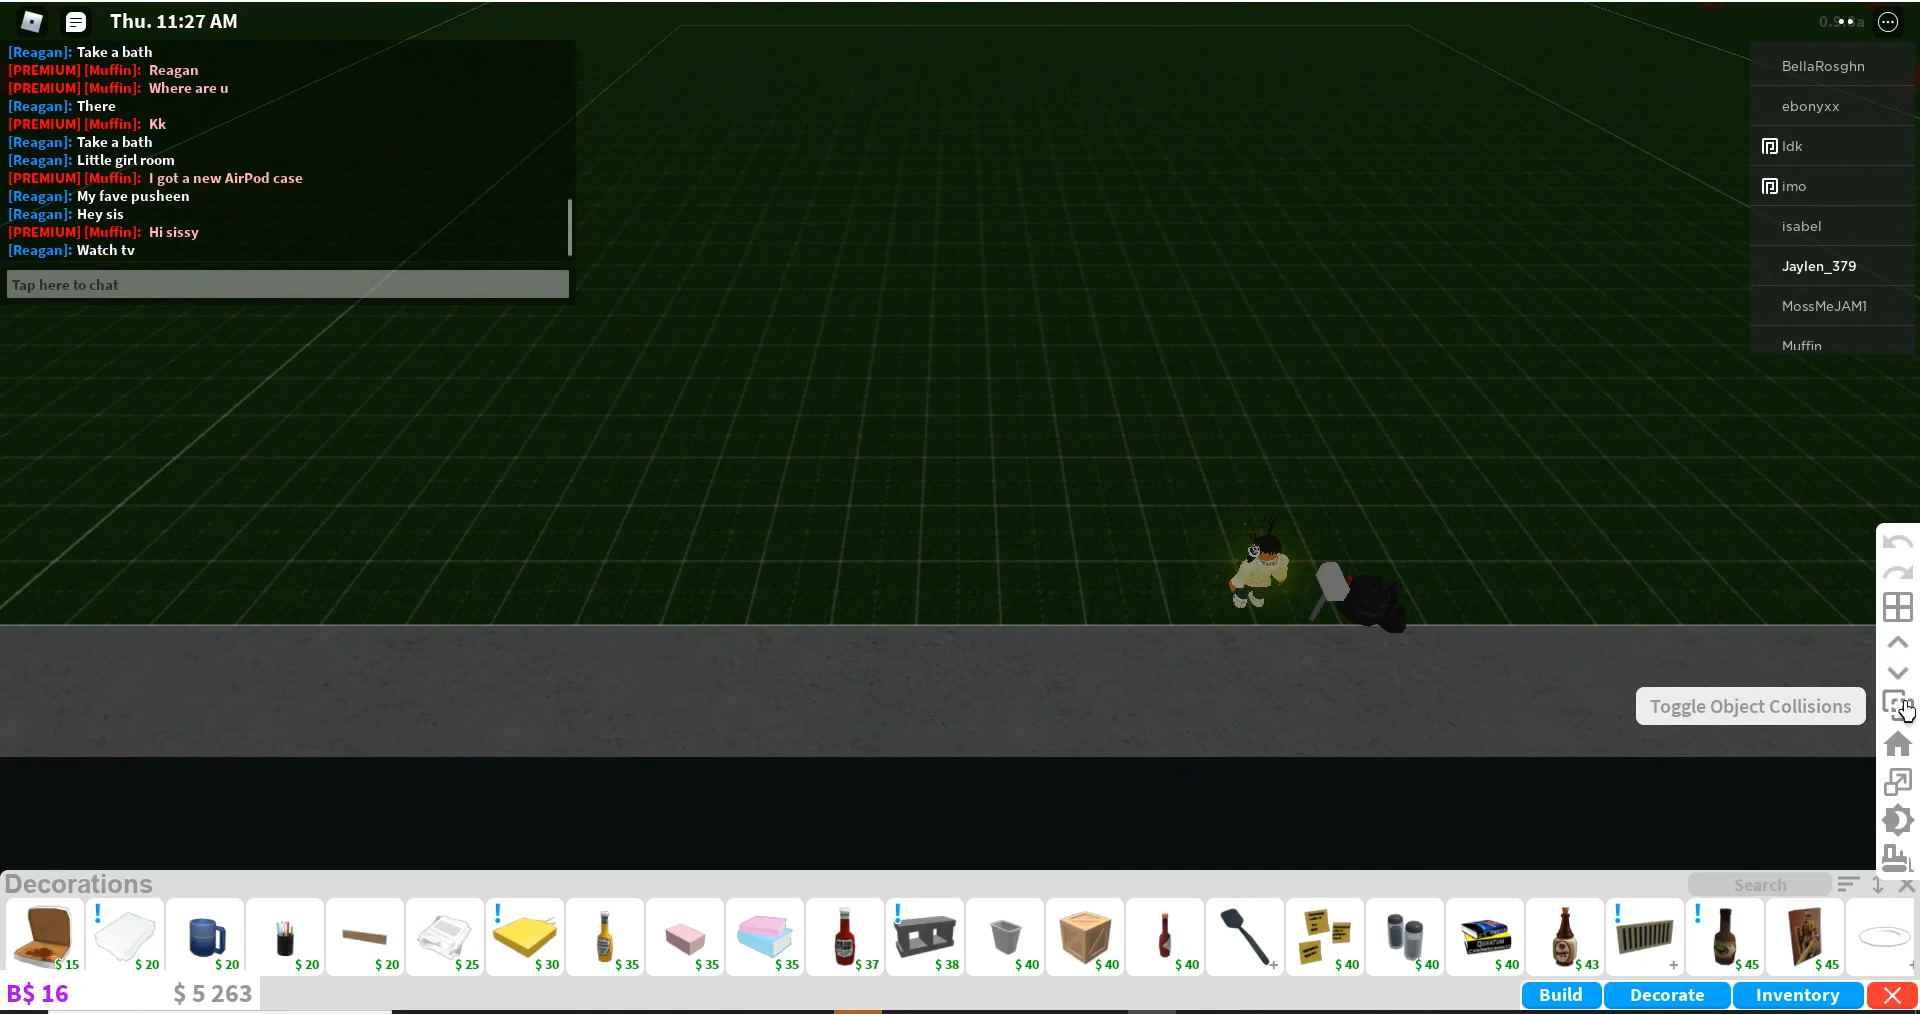 Thu. 11:27 AM
[Reagan]: Take a bath
[PREMIUM] [Muffin]: Reagan
[PREMIUM] [Muffin]: Where are u
[Reagan]: There
[PREMIUM] [Muffin]: Kk
[Reagan]: Take a bath
[Reagan]: Little girl room
[PREMIUM] [Muffin]: I got a new AirPod case
[Reagan]: My fave pusheen
[Reagan]: Hey sis
[PREMIUM] [Muffin]: Hi sissy
[Reagan]: Watch tv
Tap here to chat
BellaRosghn
ebonyxx
Idk
imo
isabel
Jaylen_379
MossMeJAM1
Muffin
Toggle Object Collisions
Decorations
Search
$ 15
! $ 20
$ 20
$ 20
$ 20
$ 25
! $ 30
$ 35
$ 35
$ 35
$ 37
! $ 38
$ 40
$ 40
$ 40
+
$ 40
$ 40
$ 40
$ 43
! +
! $ 45
$ 45
B$ 16
$ 5 263
Build
Decorate
Inventory